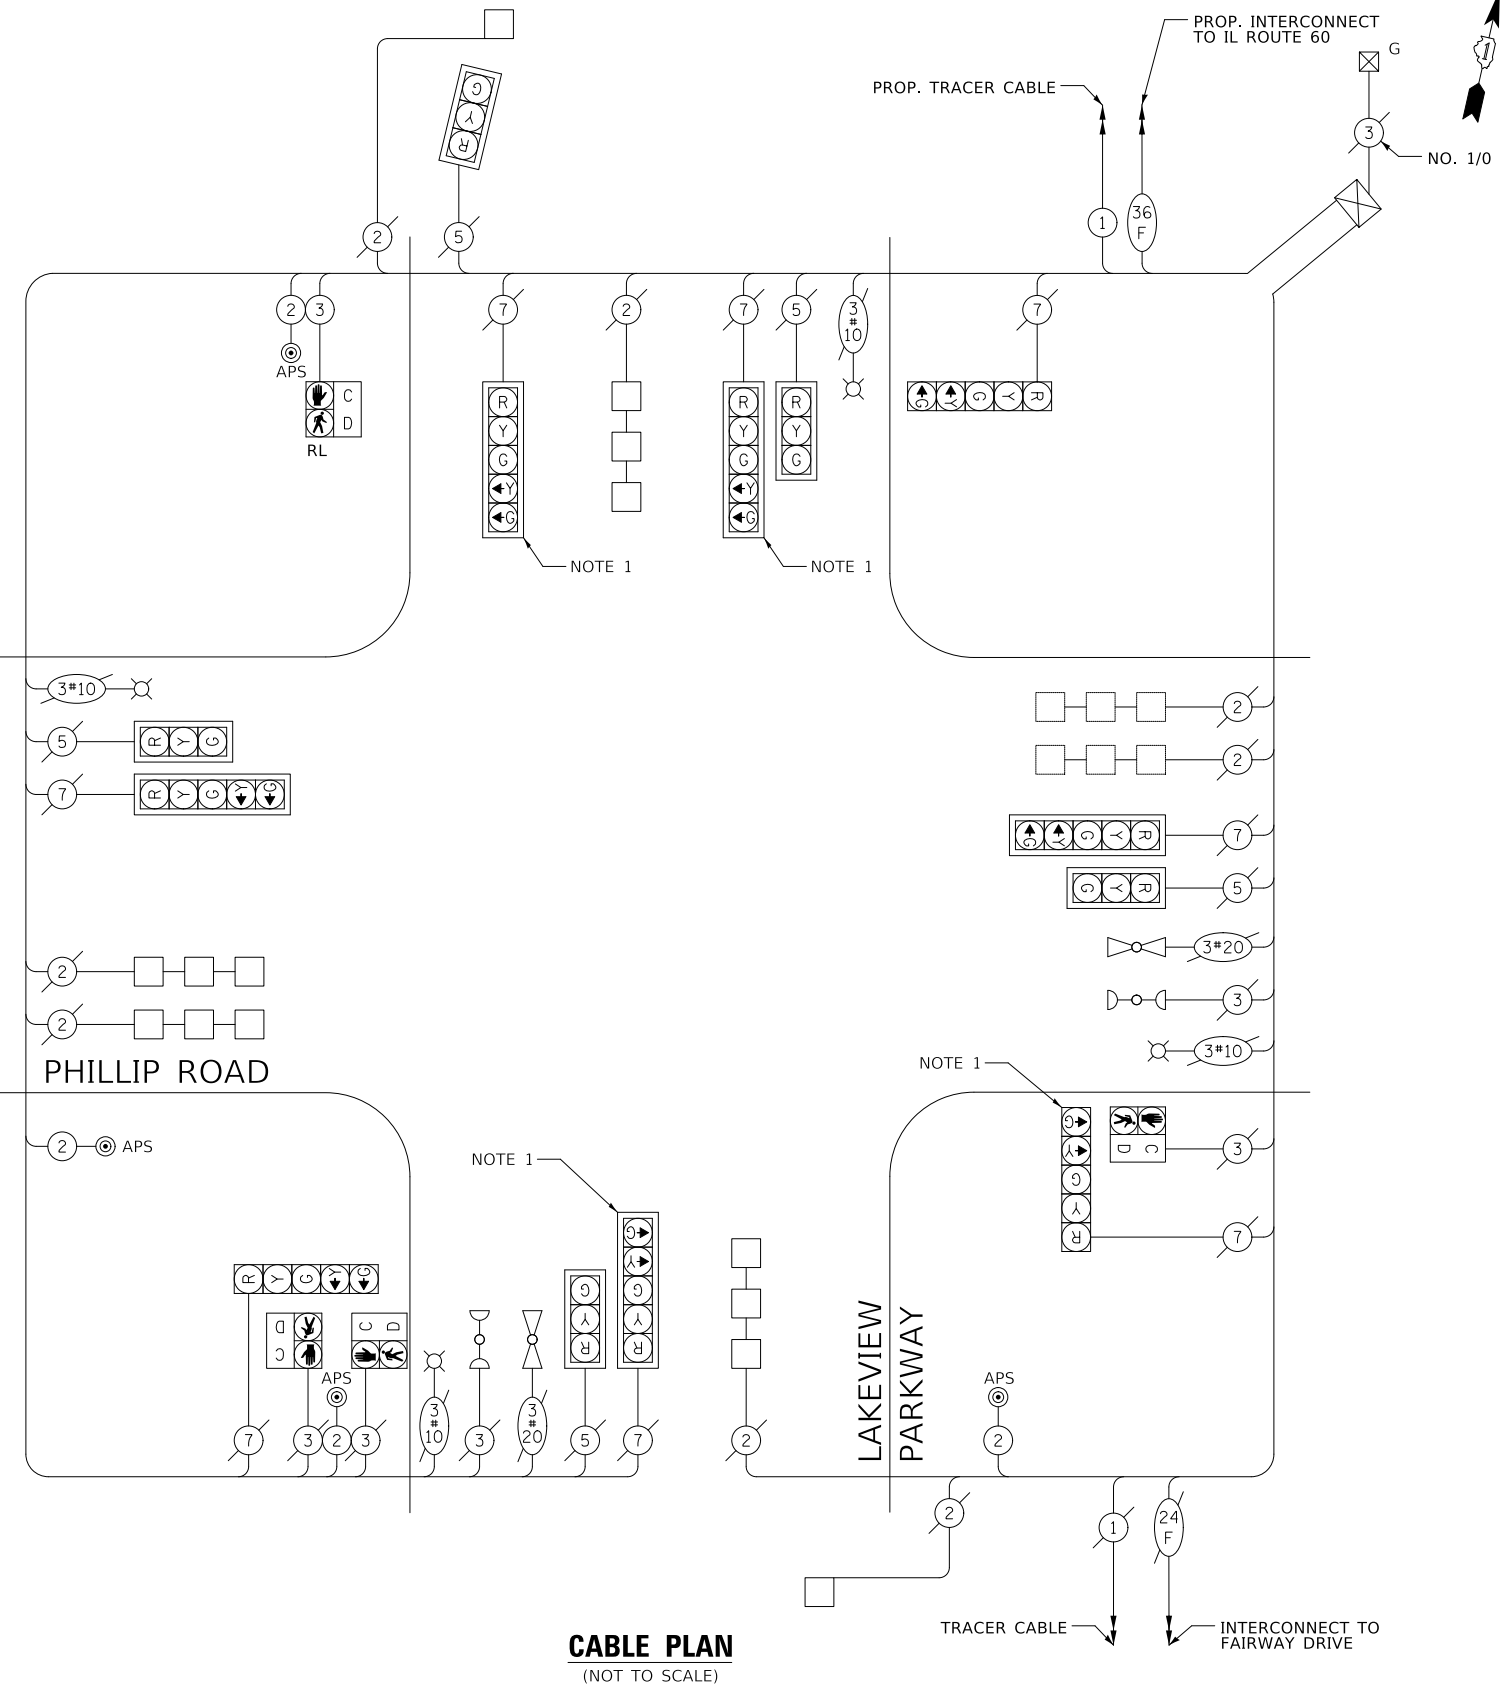 PROP. INTERCONNECT
TO IL ROUTE 60
G
1
PROP. TRACER CABLE
3
NO. 1/0
G
Y
R
2
5
1
36
F
2
3
7
2
7
5
3
#
10
7
APS
C
D
RL
R
Y
G
Y
G
R
Y
G
Y
G
R
Y
G
G Y G Y R
NOTE 1
NOTE 1
3#10
5
R Y G
7
R Y G Y G
2
2
G Y G Y R
7
G Y R
5
3#20
3
3#10
2
2
PHILLIP ROAD
NOTE 1
2
APS
G
Y
G
Y
R
D C
3
7
NOTE 1
G
Y
G
Y
R
G
Y
R
R Y G Y G
D
C
C D
APS
7
3
2
3
3
#
10
3
3
#
20
5
7
2
LAKEVIEW
PARKWAY
APS
2
2
1
24
F
TRACER CABLE
INTERCONNECT TO
FAIRWAY DRIVE
CABLE PLAN
(NOT TO SCALE)